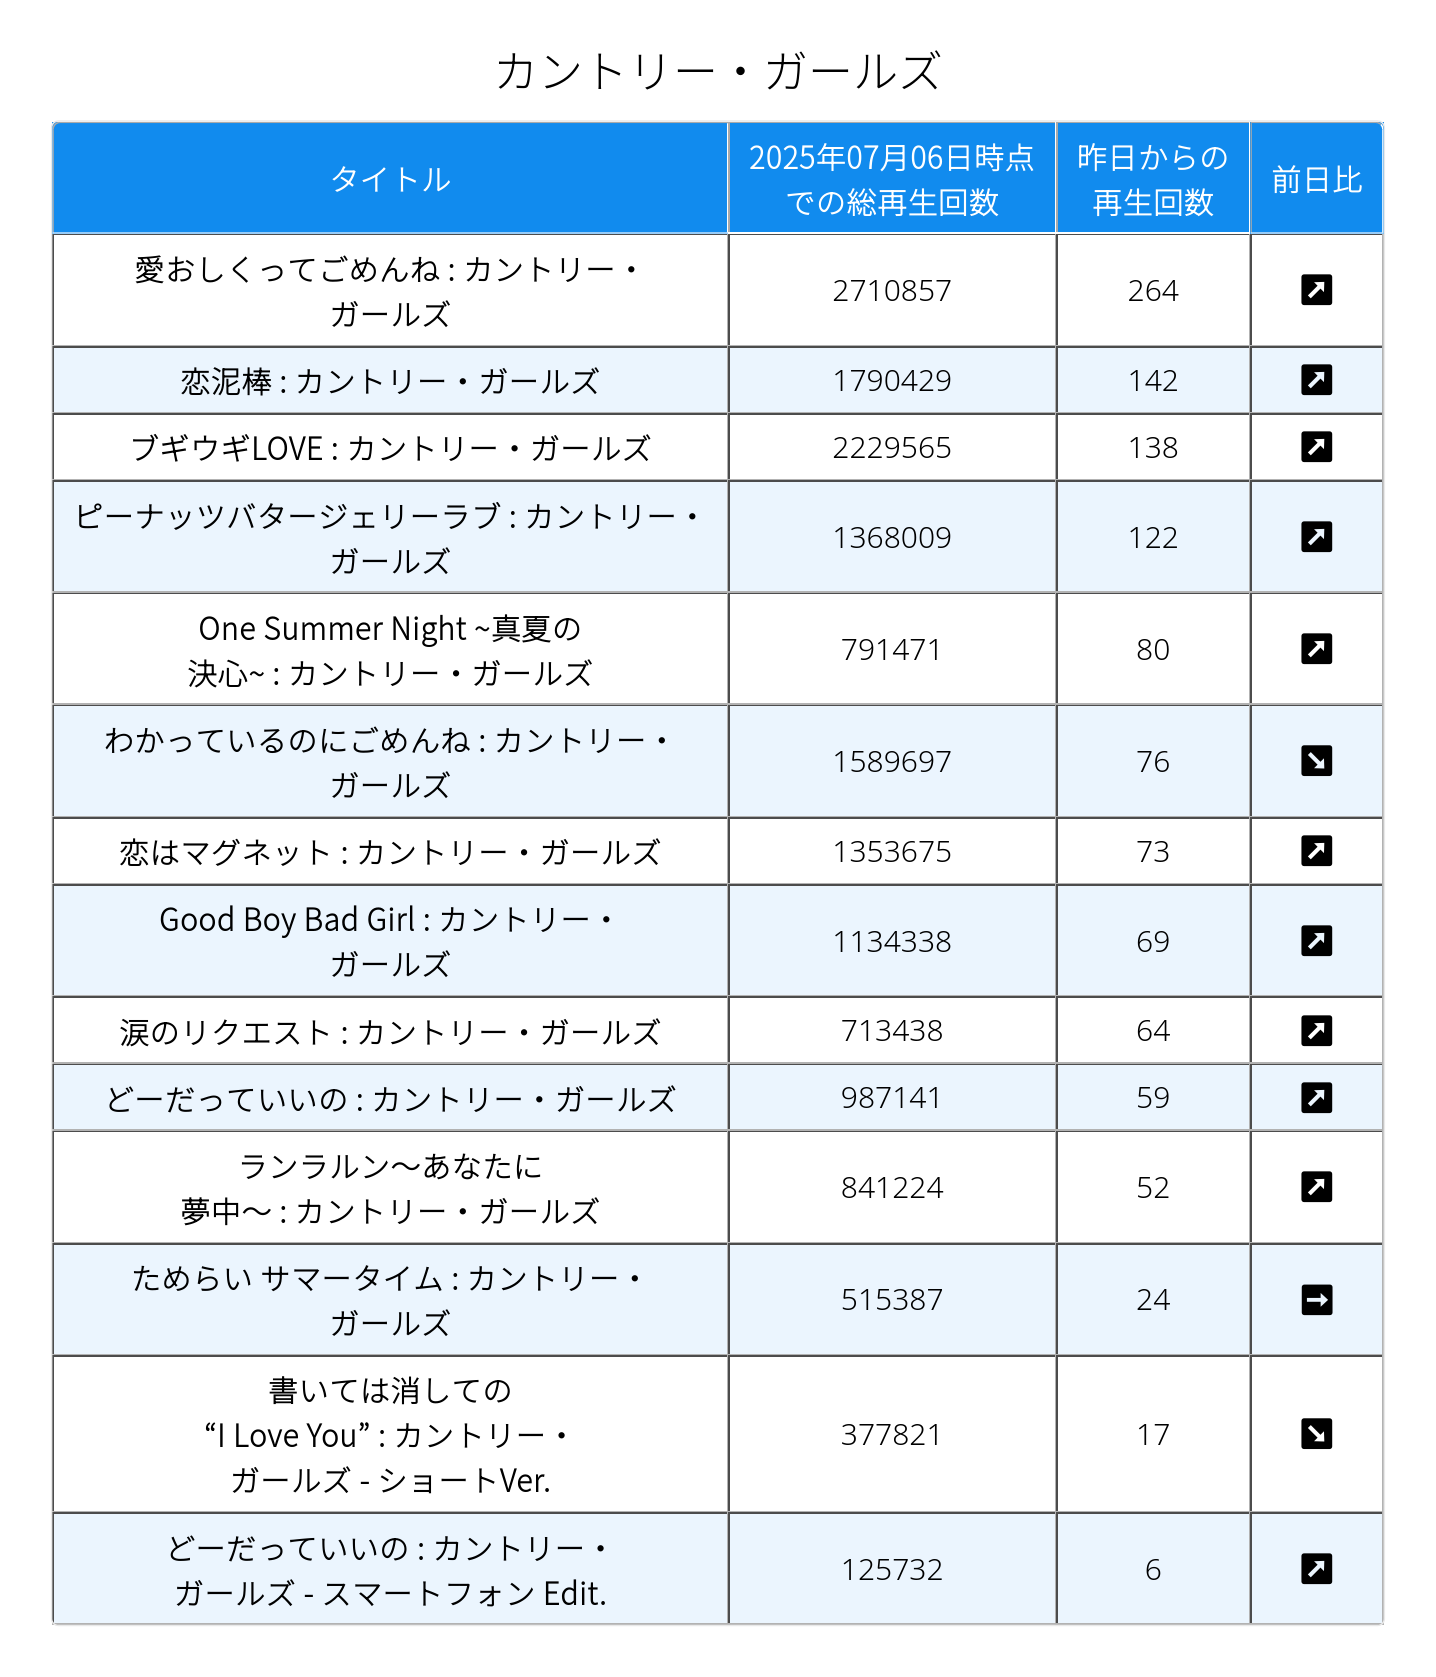 カントリー・ガールズ
タイトル
2025年07月06日時点
での総再生回数
昨日からの
再生回数
前日比
愛おしくってごめんね : カントリー・
ガールズ
2710857
264
恋泥棒 : カントリー・ガールズ
1790429
142
ブギウギLOVE : カントリー・ガールズ
2229565
138
ピーナッツバタージェリーラブ : カントリー・
ガールズ
1368009
122
One Summer Night ~真夏の
決心~ : カントリー・ガールズ
791471
80
わかっているのにごめんね : カントリー・
ガールズ
1589697
76
恋はマグネット : カントリー・ガールズ
1353675
73
Good Boy Bad Girl : カントリー・
ガールズ
1134338
69
涙のリクエスト : カントリー・ガールズ
713438
64
どーだっていいの : カントリー・ガールズ
987141
59
ランラルン～あなたに
夢中～ : カントリー・ガールズ
841224
52
ためらい サマータイム : カントリー・
ガールズ
515387
24
書いては消しての
“I Love You” : カントリー・
ガールズ - ショートVer.
377821
17
どーだっていいの : カントリー・
ガールズ - スマートフォン Edit.
125732
6